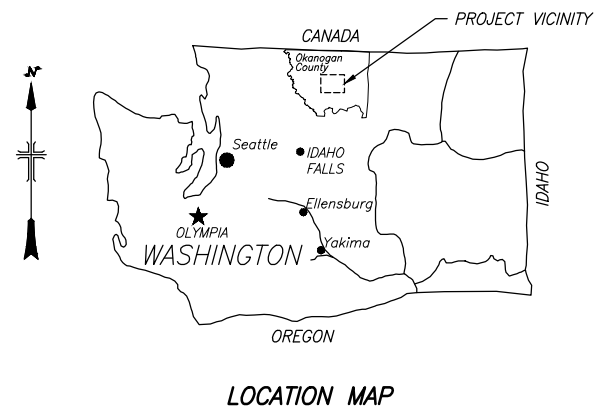 PROJECT VICINITY
CANADA
Okanogan
County
N
Seattle
IDAHO
FALLS
IDAHO
Ellensburg
OLYMPIA
Yakima
WASHINGTON
OREGON
LOCATION MAP